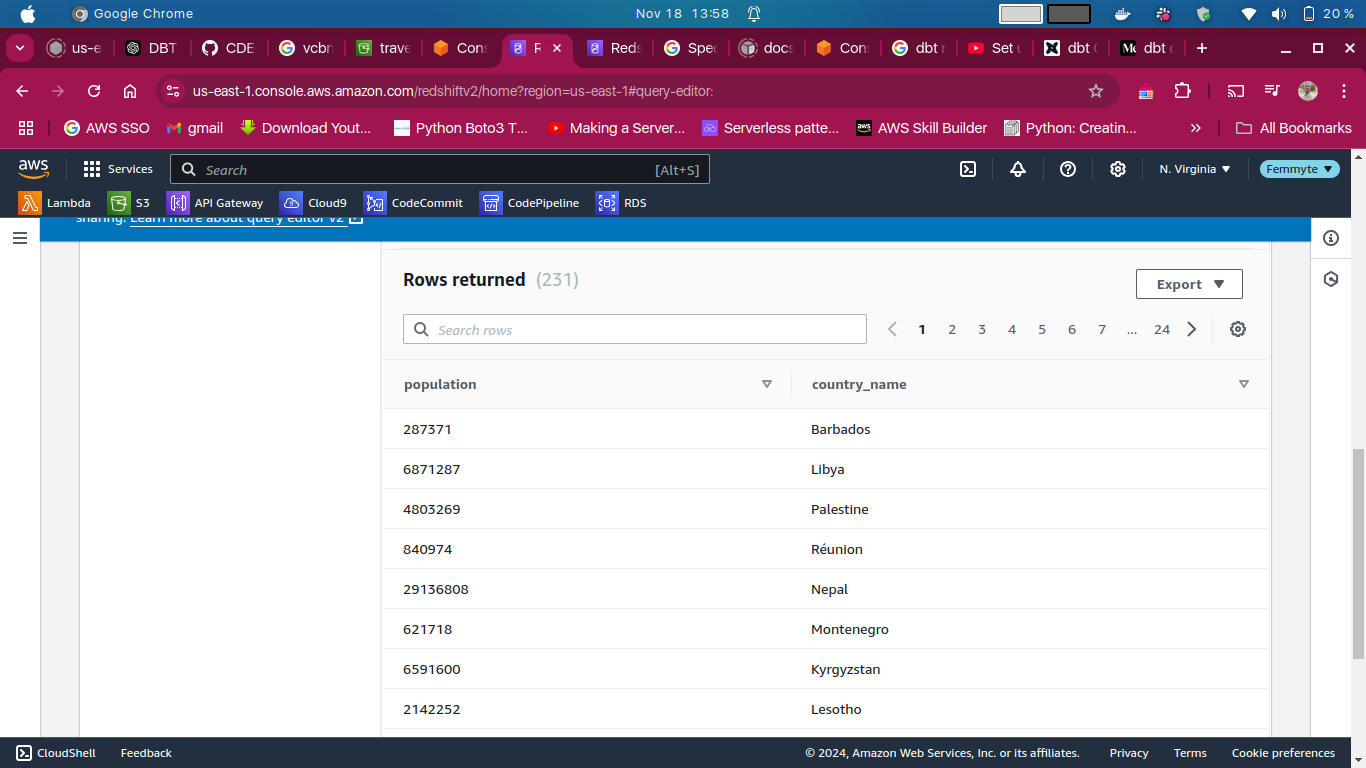 Google Chrome
Nov 18 13:58
20 %
us-e
DBT
CDE
vcbn
trave
Cons
R
Reds
Spec
docs
Con
dbt r
Set u
dbt
Me dbt
us-east-1.console.aws.amazon.com/redshiftv2/home?region=us-east-1#query-editor:
AWS SSO
gmail
Download Yout...
Python Boto3 T...
Making a Server...
Serverless patte...
AWS Skill Builder
Python: Creatin...
»
All Bookmarks
aws
Services
Search
[Alt+S]
N. Virginia
Femmyte
Lambda
S3
API Gateway
Cloud9
CodeCommit
CodePipeline
RDS
sharing. Learn more about query editor v2
Rows returned (231)
Export
Search rows
1 2 3 4 5 6 7 ... 24
population country_name
287371 Barbados
6871287 Libya
4803269 Palestine
840974 Réunion
29136808 Nepal
621718 Montenegro
6591600 Kyrgyzstan
2142252 Lesotho
CloudShell
Feedback
© 2024, Amazon Web Services, Inc. or its affiliates.
Privacy
Terms
Cookie preferences